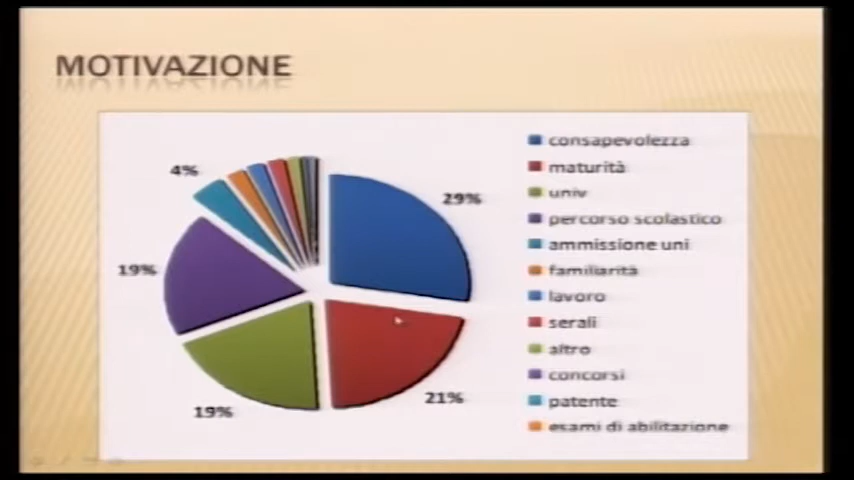 MOTIVAZIONE
4%
29%
19%
19%
21%
consapevolezza
maturità
univ
percorso scolastico
ammissione uni
familiarità
lavoro
serali
altro
concorsi
patente
esami di abilitazione